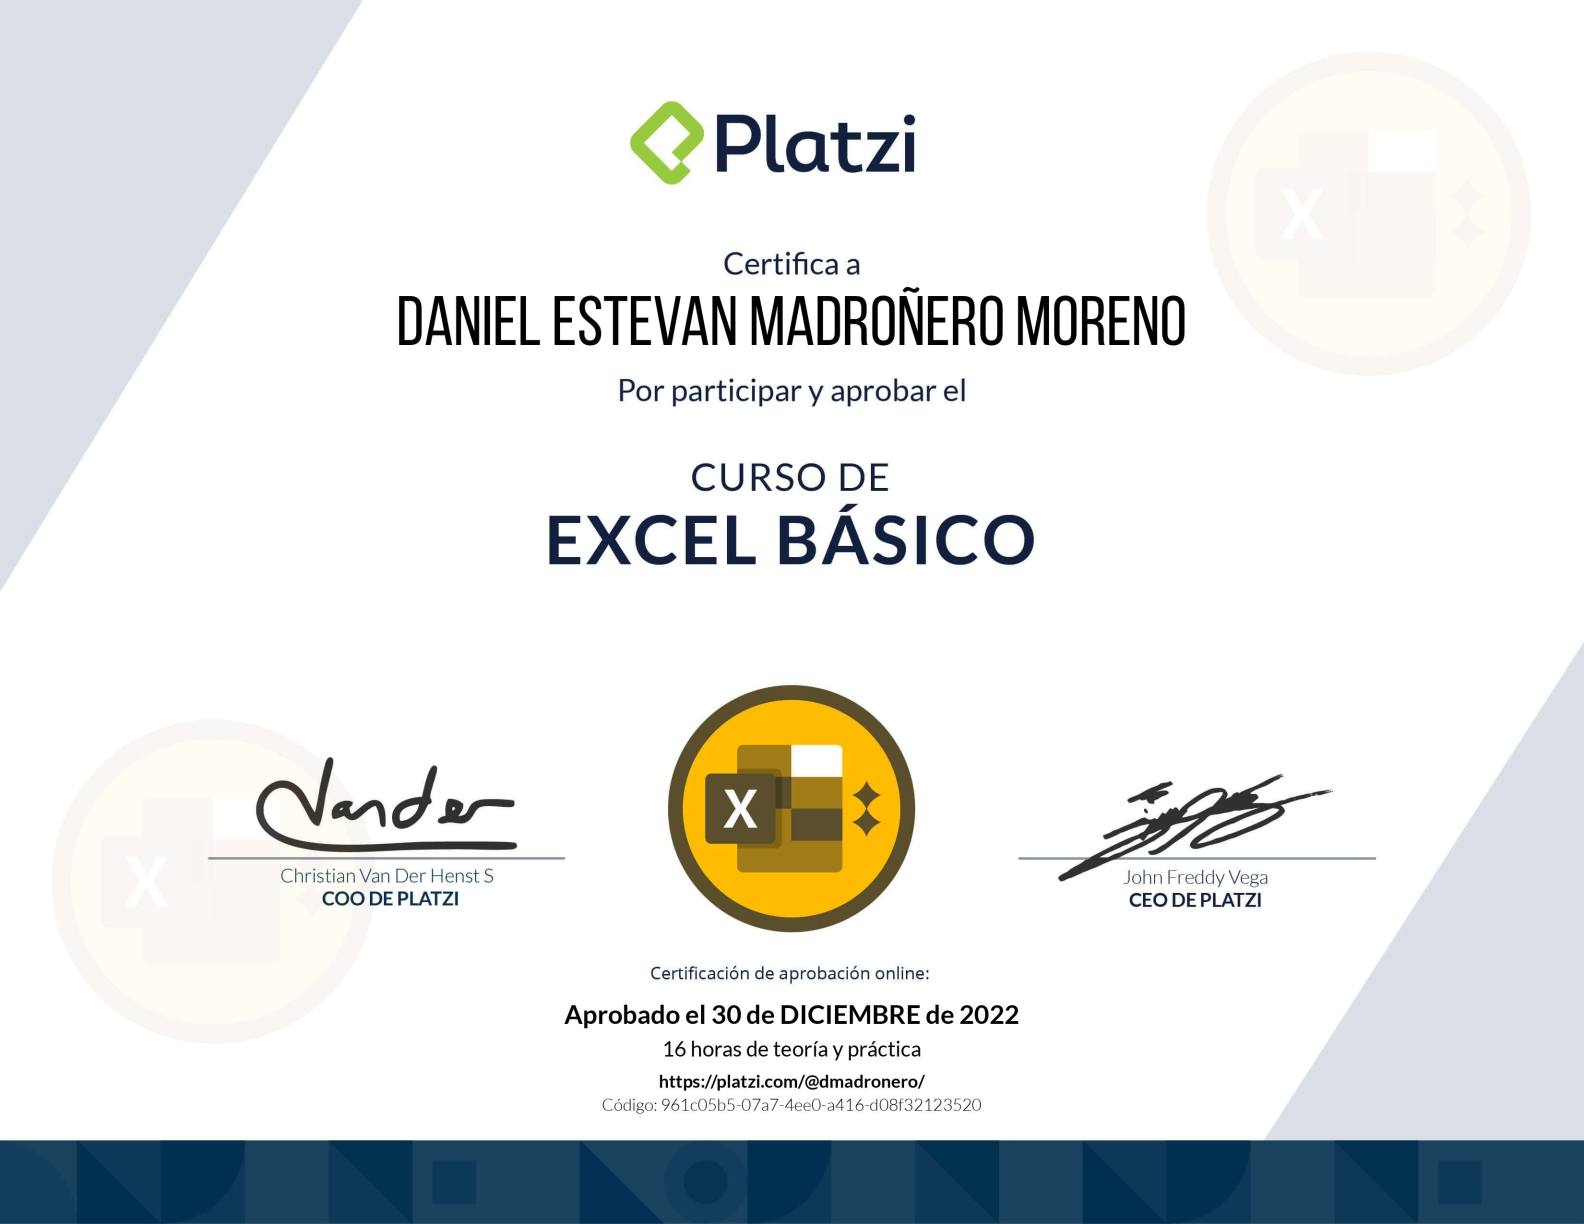 Platzi
Certifica a
DANIEL ESTEVAN MADROÑERO MORENO
Por participar y aprobar el
CURSO DE
EXCEL BÁSICO
X
X
Vander
X
Christian Van Der Henst S
COO DE PLATZI
John Freddy Vega
CEO DE PLATZI
Certificación de aprobación online:
Aprobado el 30 de DICIEMBRE de 2022
16 horas de teoría y práctica
https://platzi.com/@dmadronero/
Código: 961c05b5-07a7-4ee0-a416-d08f32123520